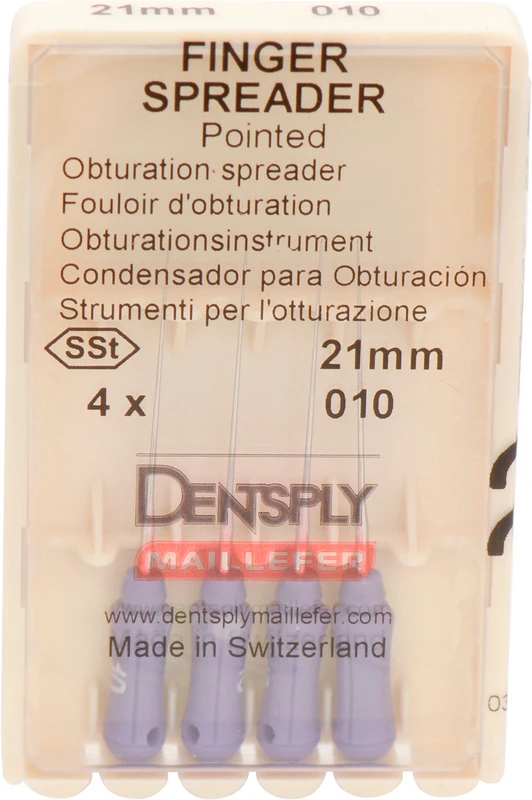 21mm 010
FINGER
SPREADER
Pointed
Obturation spreader
Fouloir d'obturation
Obturationsinstrument
Condensador para Obturación
Strumenti per l'otturazione
SSt 21mm
4 x 010
DENTSPLY
MAILLEFER
www.dentsplymaillefer.com
Made in Switzerland